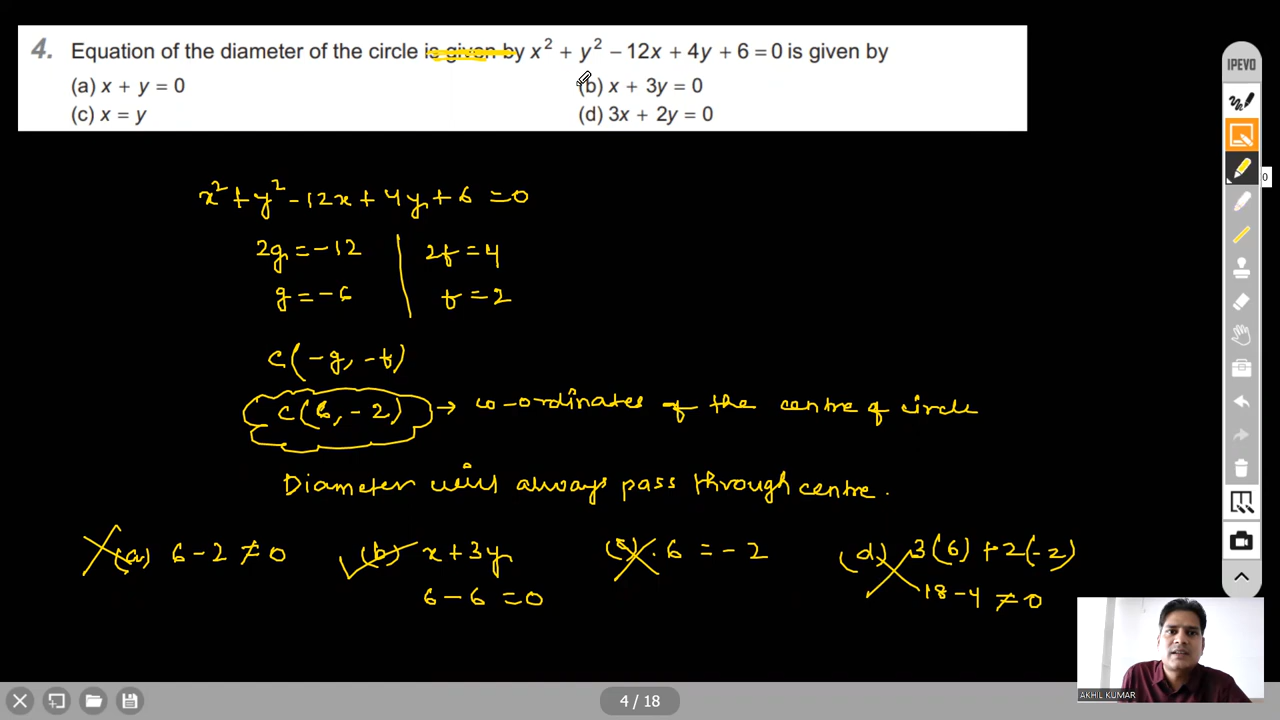 4. Equation of the diameter of the circle is given by x² + y² − 12x + 4y + 6 = 0 is given by
(a) x + y = 0 (b) x + 3y = 0
(c) x = y (d) 3x + 2y = 0
x² + y² - 12x + 4y + 6 = 0
2g = -12 | 2f = 4
g = -6 | f = 2
C(-g, -f)
C(6, -2) → co-ordinates of the centre of circle
Diameter will always pass through centre.
(a) 6 - 2 ≠ 0 (b) x + 3y (c) . 6 = - 2 (d) 3(6) + 2(-2)
6 - 6 = 0 18 - 4 ≠ 0
IPEVO
0
AKHIL KUMAR
4 / 18